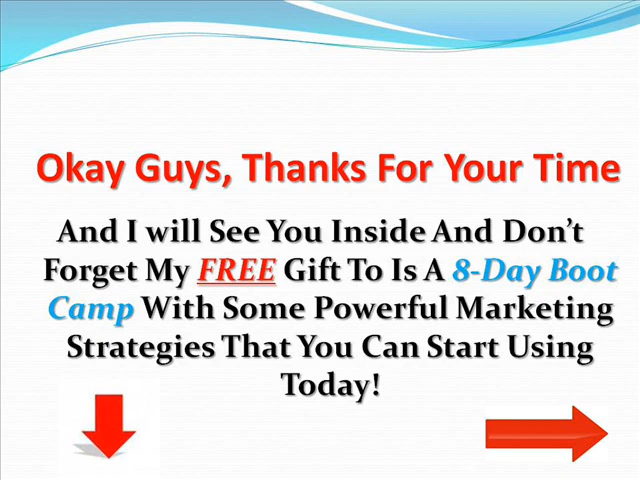 Okay Guys, Thanks For Your Time
And I will See You Inside And Don’t
Forget My FREE Gift To Is A 8-Day Boot
Camp With Some Powerful Marketing
Strategies That You Can Start Using
Today!